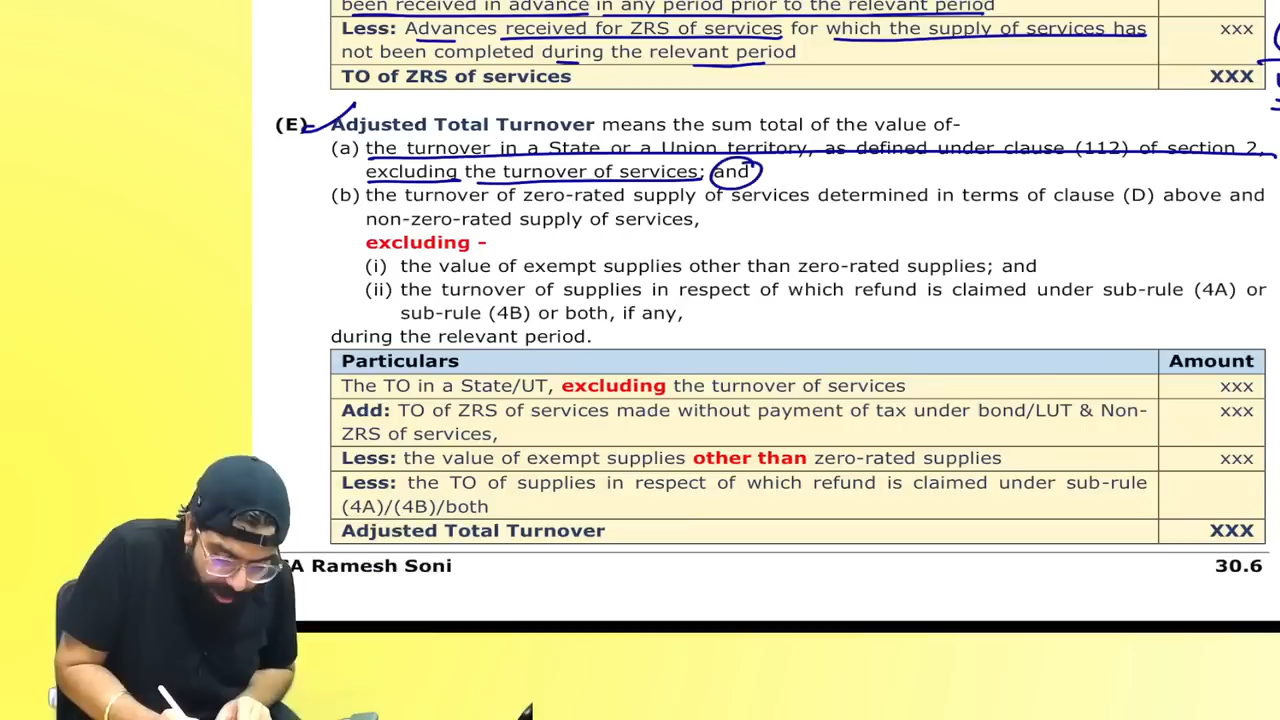 been received in advance in any period prior to the relevant period
Less: Advances received for ZRS of services for which the supply of services has xxx
not been completed during the relevant period
TO of ZRS of services XXX
(E) Adjusted Total Turnover means the sum total of the value of-
(a) the turnover in a State or a Union territory, as defined under clause (112) of section 2,
excluding the turnover of services; and
(b) the turnover of zero-rated supply of services determined in terms of clause (D) above and
non-zero-rated supply of services,
excluding -
(i) the value of exempt supplies other than zero-rated supplies; and
(ii) the turnover of supplies in respect of which refund is claimed under sub-rule (4A) or
sub-rule (4B) or both, if any,
during the relevant period.
Particulars Amount
The TO in a State/UT, excluding the turnover of services xxx
Add: TO of ZRS of services made without payment of tax under bond/LUT & Non- xxx
ZRS of services,
Less: the value of exempt supplies other than zero-rated supplies xxx
Less: the TO of supplies in respect of which refund is claimed under sub-rule
(4A)/(4B)/both
Adjusted Total Turnover XXX
Ramesh Soni 30.6